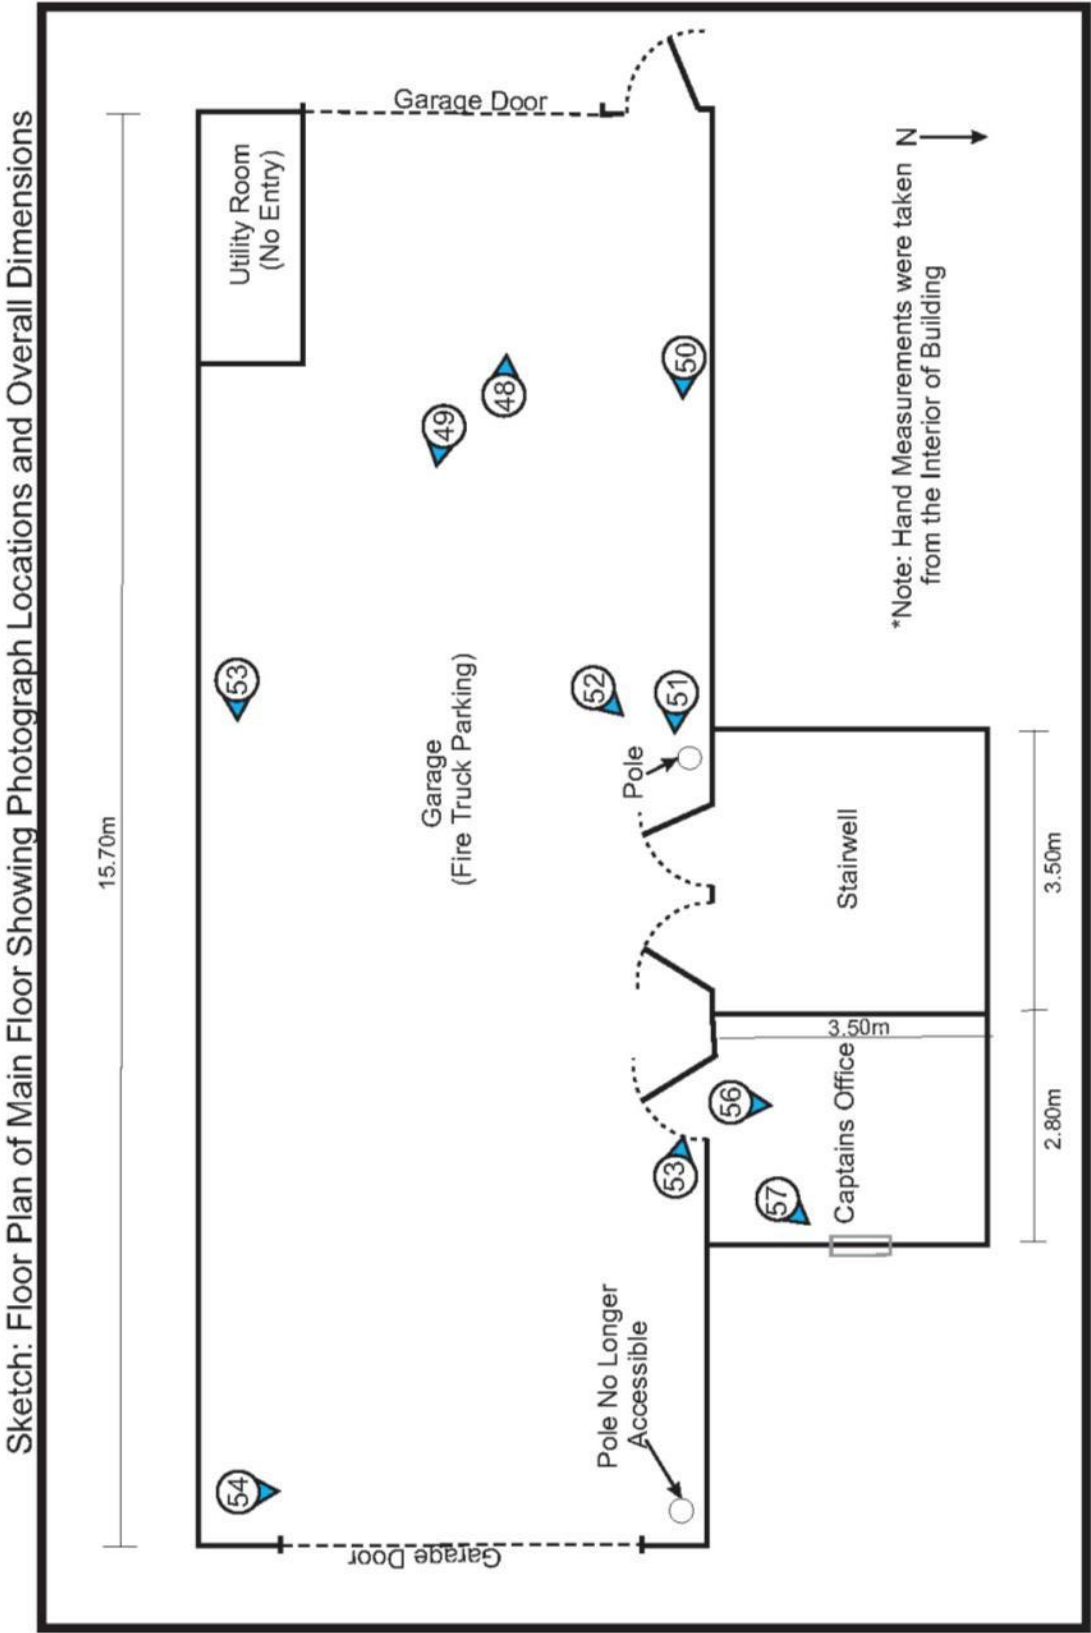 Sketch: Floor Plan of Main Floor Showing Photograph Locations and Overall Dimensions
15.70m
Utility Room
(No Entry)
Garage Door
53
49
48
50
Garage
(Fire Truck Parking)
52
51
Pole
54
Garage Door
Pole No Longer
Accessible
53
56
57
Captains Office
3.50m
Stairwell
2.80m
3.50m
*Note: Hand Measurements were taken
from the Interior of Building
N